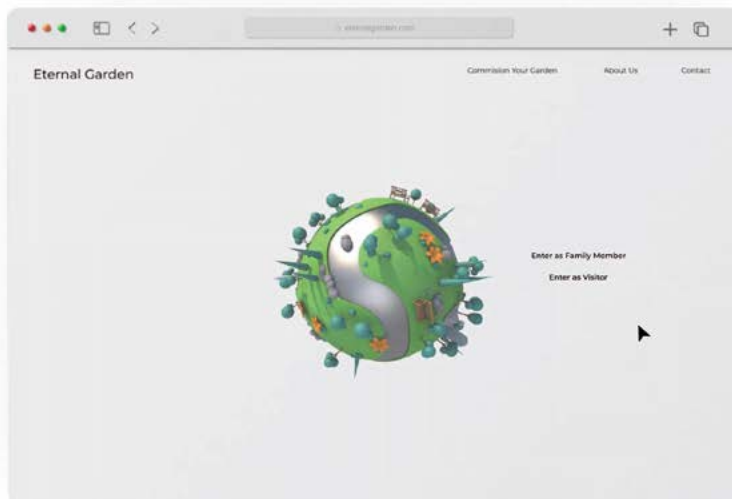 Eternal Garden
Commission Your Garden
About Us
Contact
Enter as Family Member
Enter as Visitor